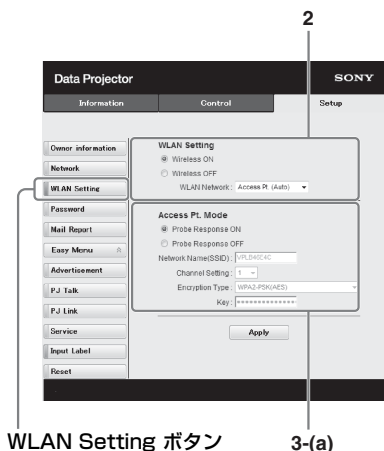 2
Data Projector SONY
Information Control Setup
Owner information
Network
WLAN Setting
Password
Mail Report
Easy Menu
Advertisement
PJ Talk
PJ Link
Service
Input Label
Reset
WLAN Setting
Wireless ON
Wireless OFF
WLAN Network : Access Pt. (Auto)
Access Pt. Mode
Probe Response ON
Probe Response OFF
Network Name(SSID) :
Channel Setting : 1
Encryption Type : WPA2-PSK(AES)
Key : ●●●●●●●●●●●●●●
Apply
WLAN Setting ボタン
3-(a)